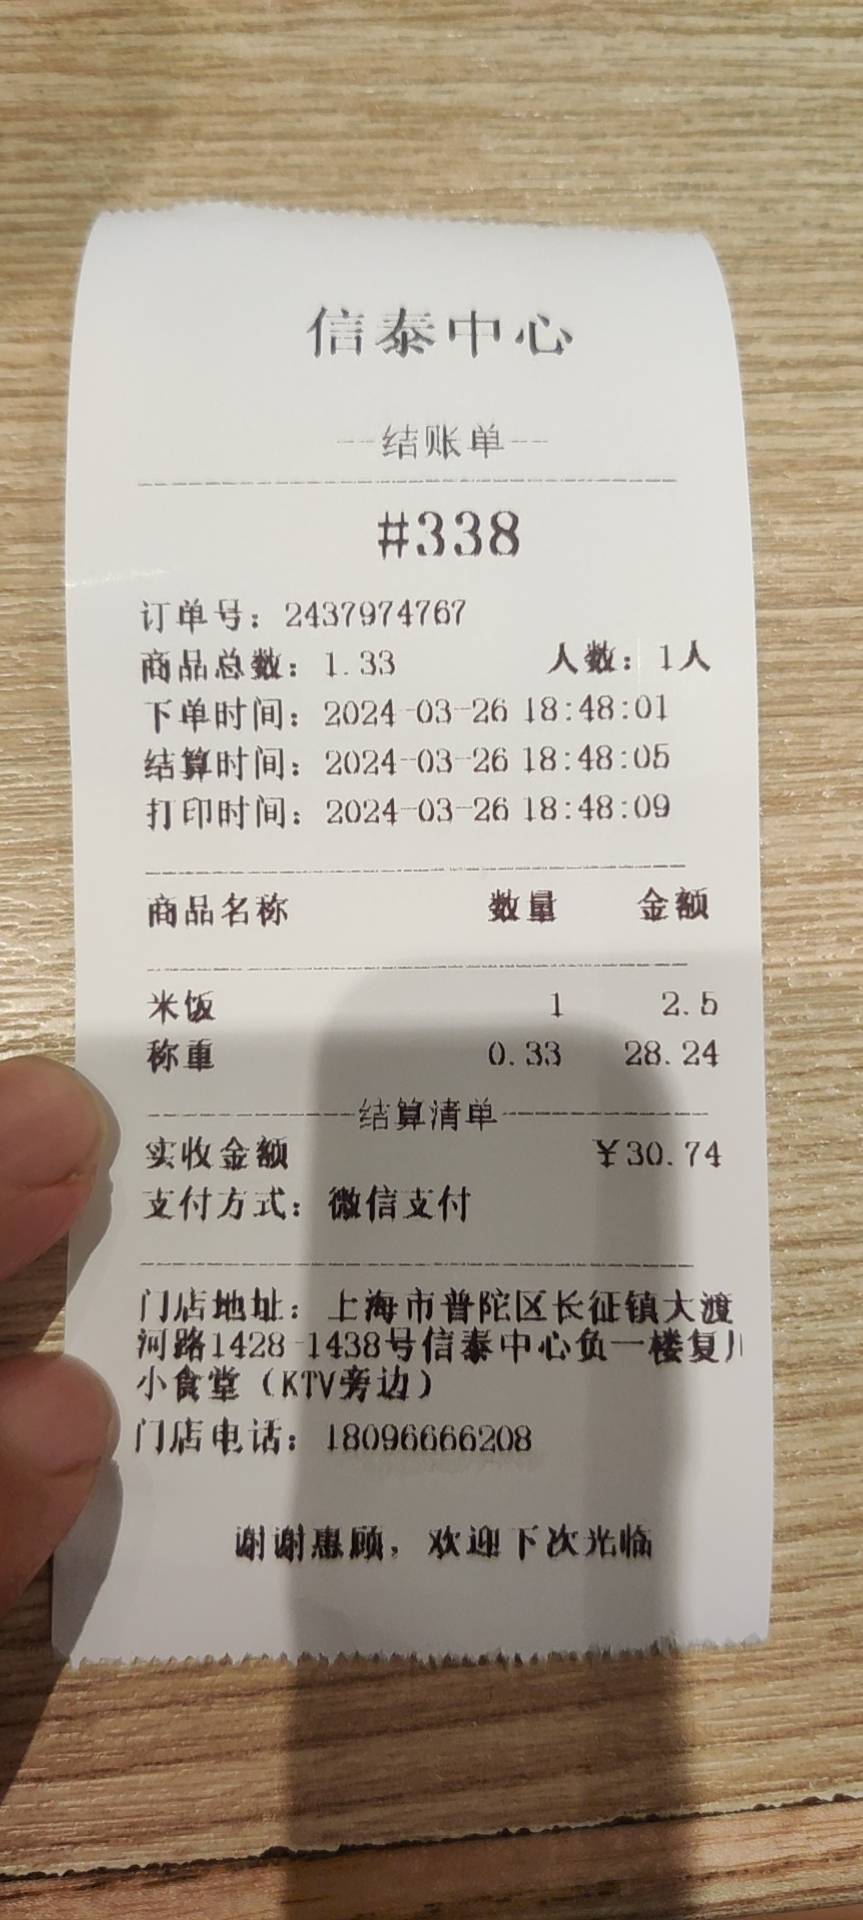 信泰中心
--结账单--
#338
订单号：2437974767
商品总数：1.33 人数：1人
下单时间：2024-03-26 18:48:01
结算时间：2024-03-26 18:48:05
打印时间：2024-03-26 18:48:09
商品名称 数量 金额
米饭 1 2.5
称重 0.33 28.24
结算清单
实收金额 ¥30.74
支付方式：微信支付
门店地址：上海市普陀区长征镇大渡
河路1428-1438号信泰中心负一楼复
小食堂（KTV旁边）
门店电话：18096666208
谢谢惠顾，欢迎下次光临